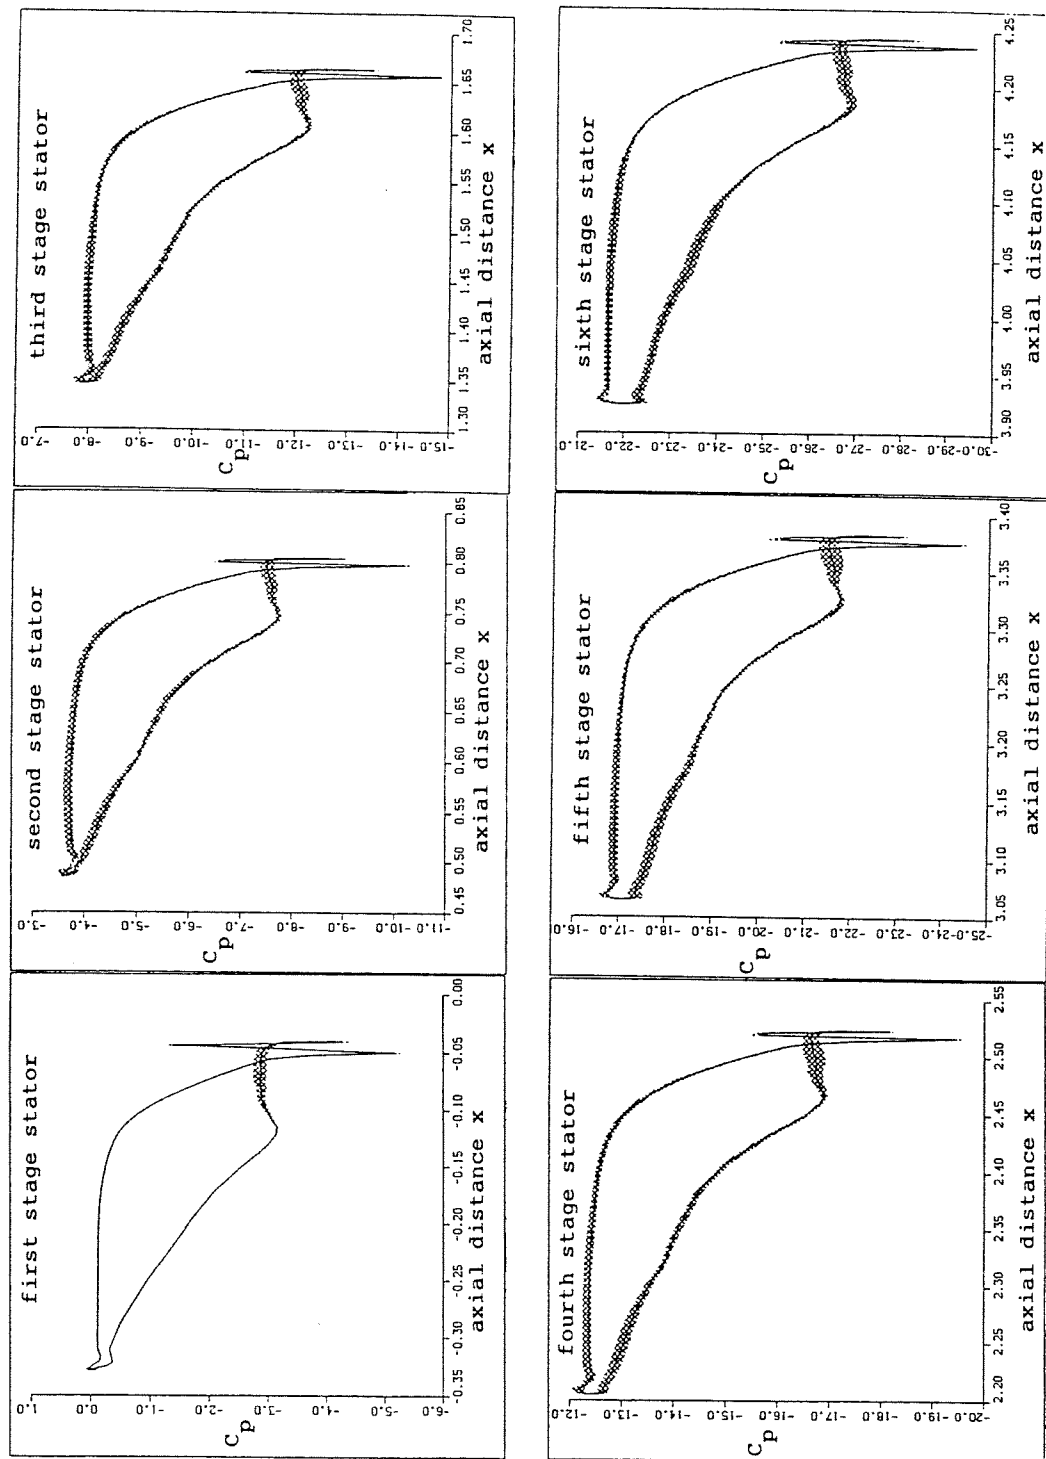 first stage stator
1.0
0.0
-1.0
-2.0
-3.0
-4.0
-5.0
-6.0
Cp
-0.35 -0.30 -0.25 -0.20 -0.15 -0.10 -0.05 0.00
axial distance x
second stage stator
-3.0
-4.0
-5.0
-6.0
-7.0
-8.0
-9.0
-10.0
-11.0
Cp
0.45 0.50 0.55 0.60 0.65 0.70 0.75 0.80 0.85
axial distance x
third stage stator
-7.0
-8.0
-9.0
-10.0
-11.0
-12.0
-13.0
-14.0
-15.0
Cp
1.30 1.35 1.40 1.45 1.50 1.55 1.60 1.65 1.70
axial distance x
fourth stage stator
-12.0
-13.0
-14.0
-15.0
-16.0
-17.0
-18.0
-19.0
-20.0
Cp
2.20 2.25 2.30 2.35 2.40 2.45 2.50 2.55
axial distance x
fifth stage stator
-16.0
-17.0
-18.0
-19.0
-20.0
-21.0
-22.0
-23.0
-24.0
-25.0
Cp
3.05 3.10 3.15 3.20 3.25 3.30 3.35 3.40
axial distance x
sixth stage stator
-21.0
-22.0
-23.0
-24.0
-25.0
-26.0
-27.0
-28.0
-29.0
-30.0
Cp
3.90 3.95 4.00 4.05 4.10 4.15 4.20 4.25
axial distance x